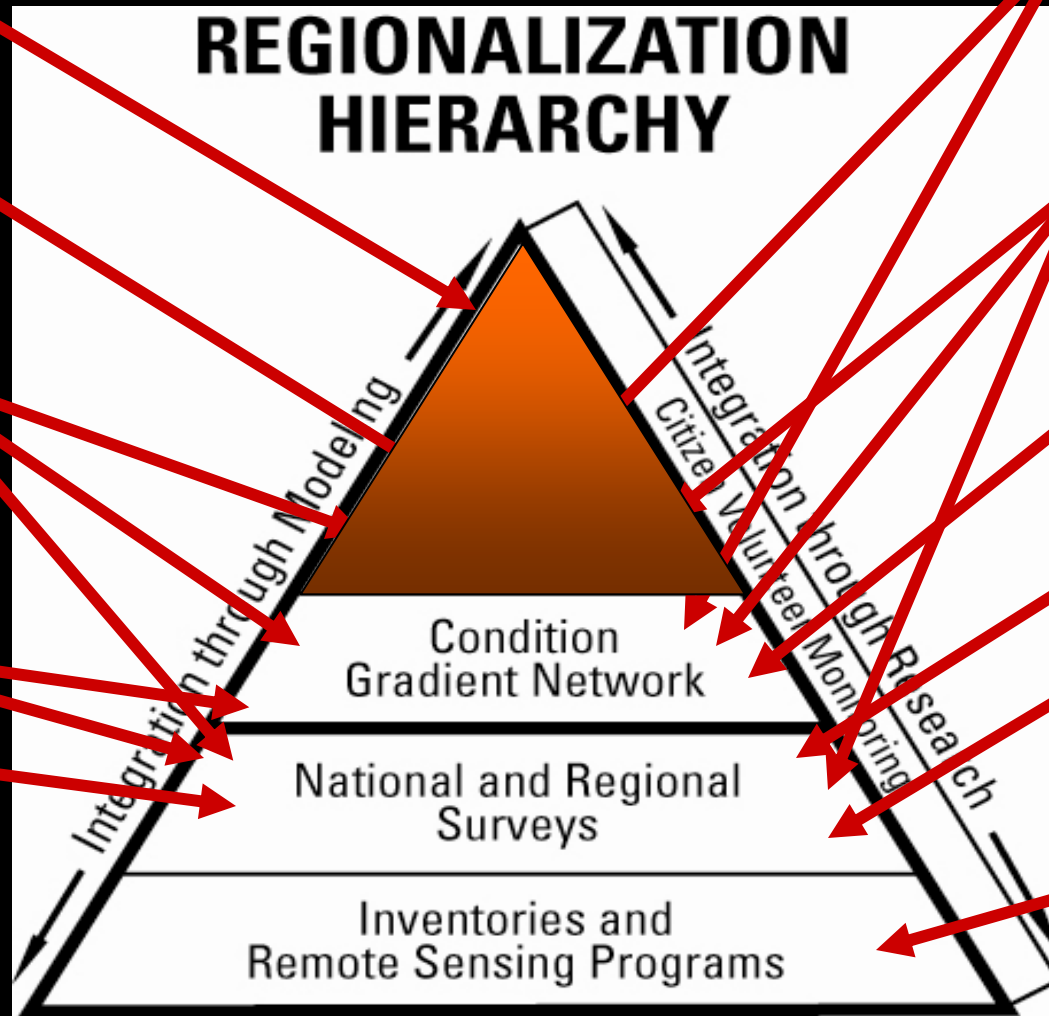 REGIONALIZATION
HIERARCHY
Integration through Modeling
Integration through Research
Citizen Volunteer Monitoring
Condition
Gradient Network
National and Regional
Surveys
Inventories and
Remote Sensing Programs